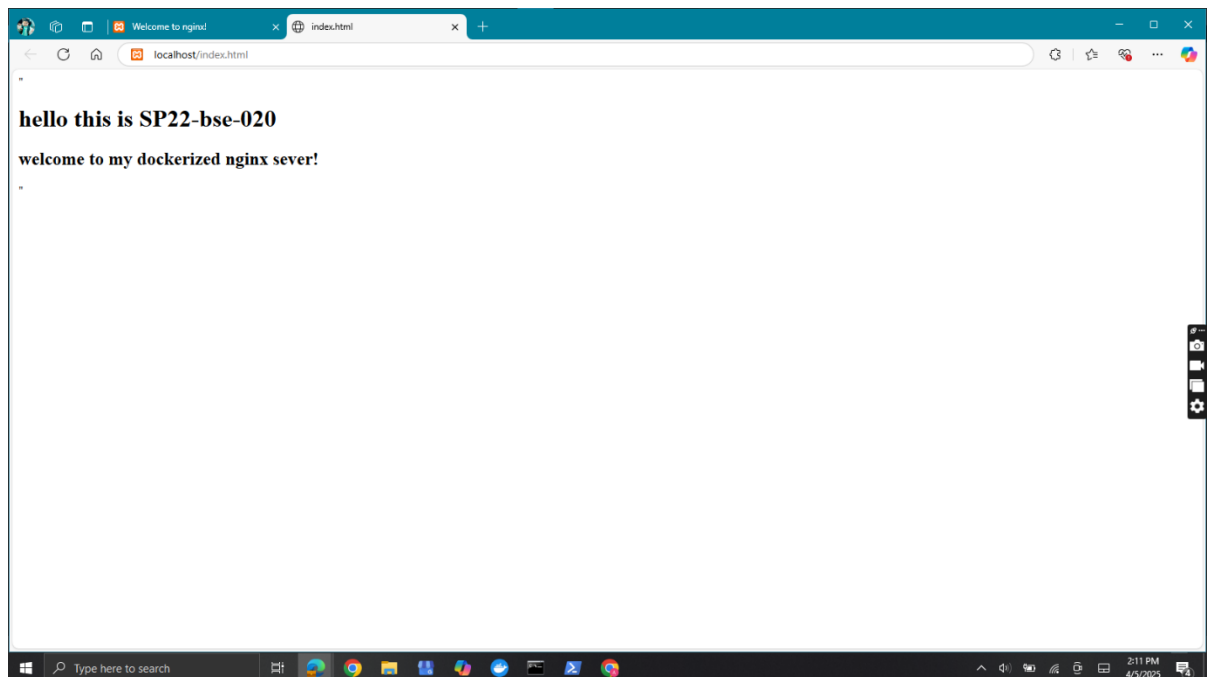 Welcome to nginx!
index.html
localhost/index.html
"
hello this is SP22-bse-020
welcome to my dockerized nginx sever!
"
Type here to search
2:11 PM
4/5/2025